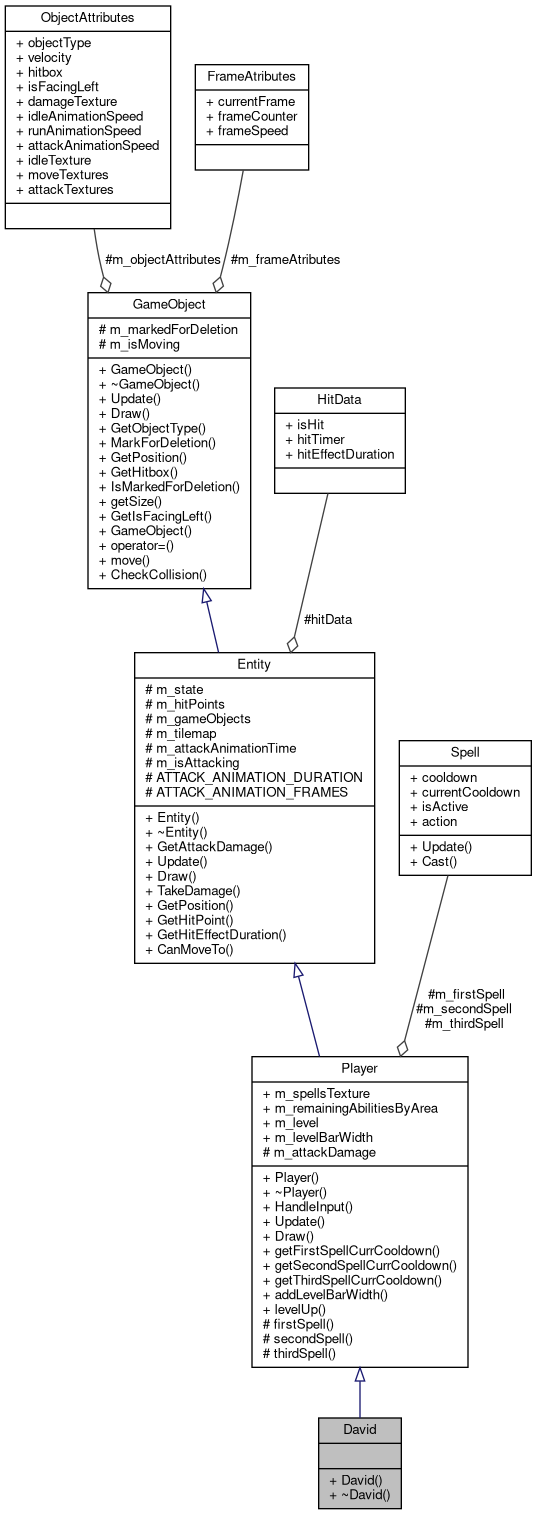 ObjectAttributes
+ objectType
+ velocity
+ hitbox
+ isFacingLeft
+ damageTexture
+ idleAnimationSpeed
+ runAnimationSpeed
+ attackAnimationSpeed
+ idleTexture
+ moveTextures
+ attackTextures
FrameAtributes
+ currentFrame
+ frameCounter
+ frameSpeed
#m_objectAttributes
#m_frameAtributes
GameObject
# m_markedForDeletion
# m_isMoving
+ GameObject()
+ ~GameObject()
+ Update()
+ Draw()
+ GetObjectType()
+ MarkForDeletion()
+ GetPosition()
+ GetHitbox()
+ IsMarkedForDeletion()
+ getSize()
+ GetIsFacingLeft()
+ GameObject()
+ operator=()
+ move()
+ CheckCollision()
HitData
+ isHit
+ hitTimer
+ hitEffectDuration
#hitData
Entity
# m_state
# m_hitPoints
# m_gameObjects
# m_tilemap
# m_attackAnimationTime
# m_isAttacking
# ATTACK_ANIMATION_DURATION
# ATTACK_ANIMATION_FRAMES
+ Entity()
+ ~Entity()
+ GetAttackDamage()
+ Update()
+ Draw()
+ TakeDamage()
+ GetPosition()
+ GetHitPoint()
+ GetHitEffectDuration()
+ CanMoveTo()
Spell
+ cooldown
+ currentCooldown
+ isActive
+ action
+ Update()
+ Cast()
#m_firstSpell
#m_secondSpell
#m_thirdSpell
Player
+ m_spellsTexture
+ m_remainingAbilitiesByArea
+ m_level
+ m_levelBarWidth
# m_attackDamage
+ Player()
+ ~Player()
+ HandleInput()
+ Update()
+ Draw()
+ getFirstSpellCurrCooldown()
+ getSecondSpellCurrCooldown()
+ getThirdSpellCurrCooldown()
+ addLevelBarWidth()
+ levelUp()
# firstSpell()
# secondSpell()
# thirdSpell()
David
+ David()
+ ~David()